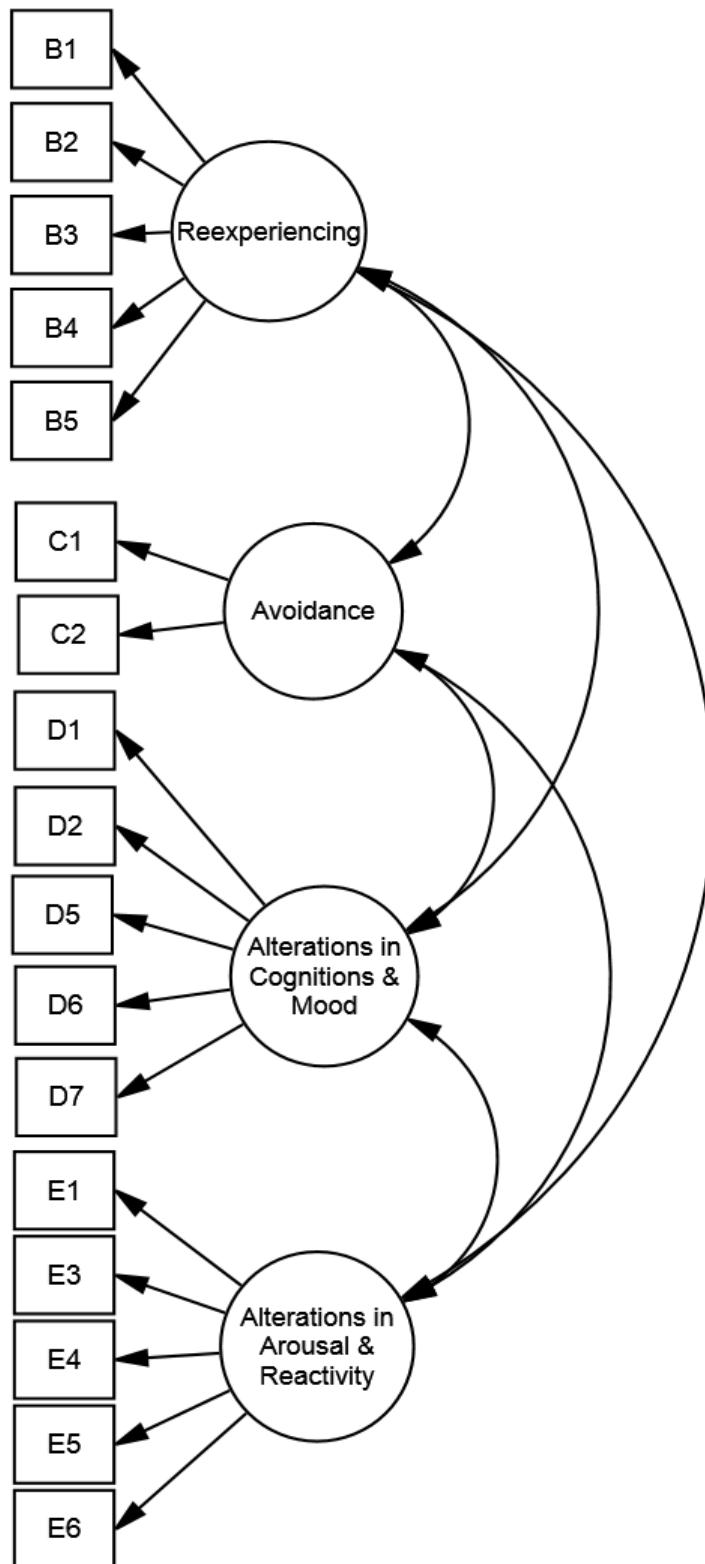 B1
B2
Reexperiencing
B3
B4
B5
C1
Avoidance
C2
D1
D2
D5
Alterations in
Cognitions &
Mood
D6
D7
E1
E3
Alterations in
Arousal &
Reactivity
E4
E5
E6